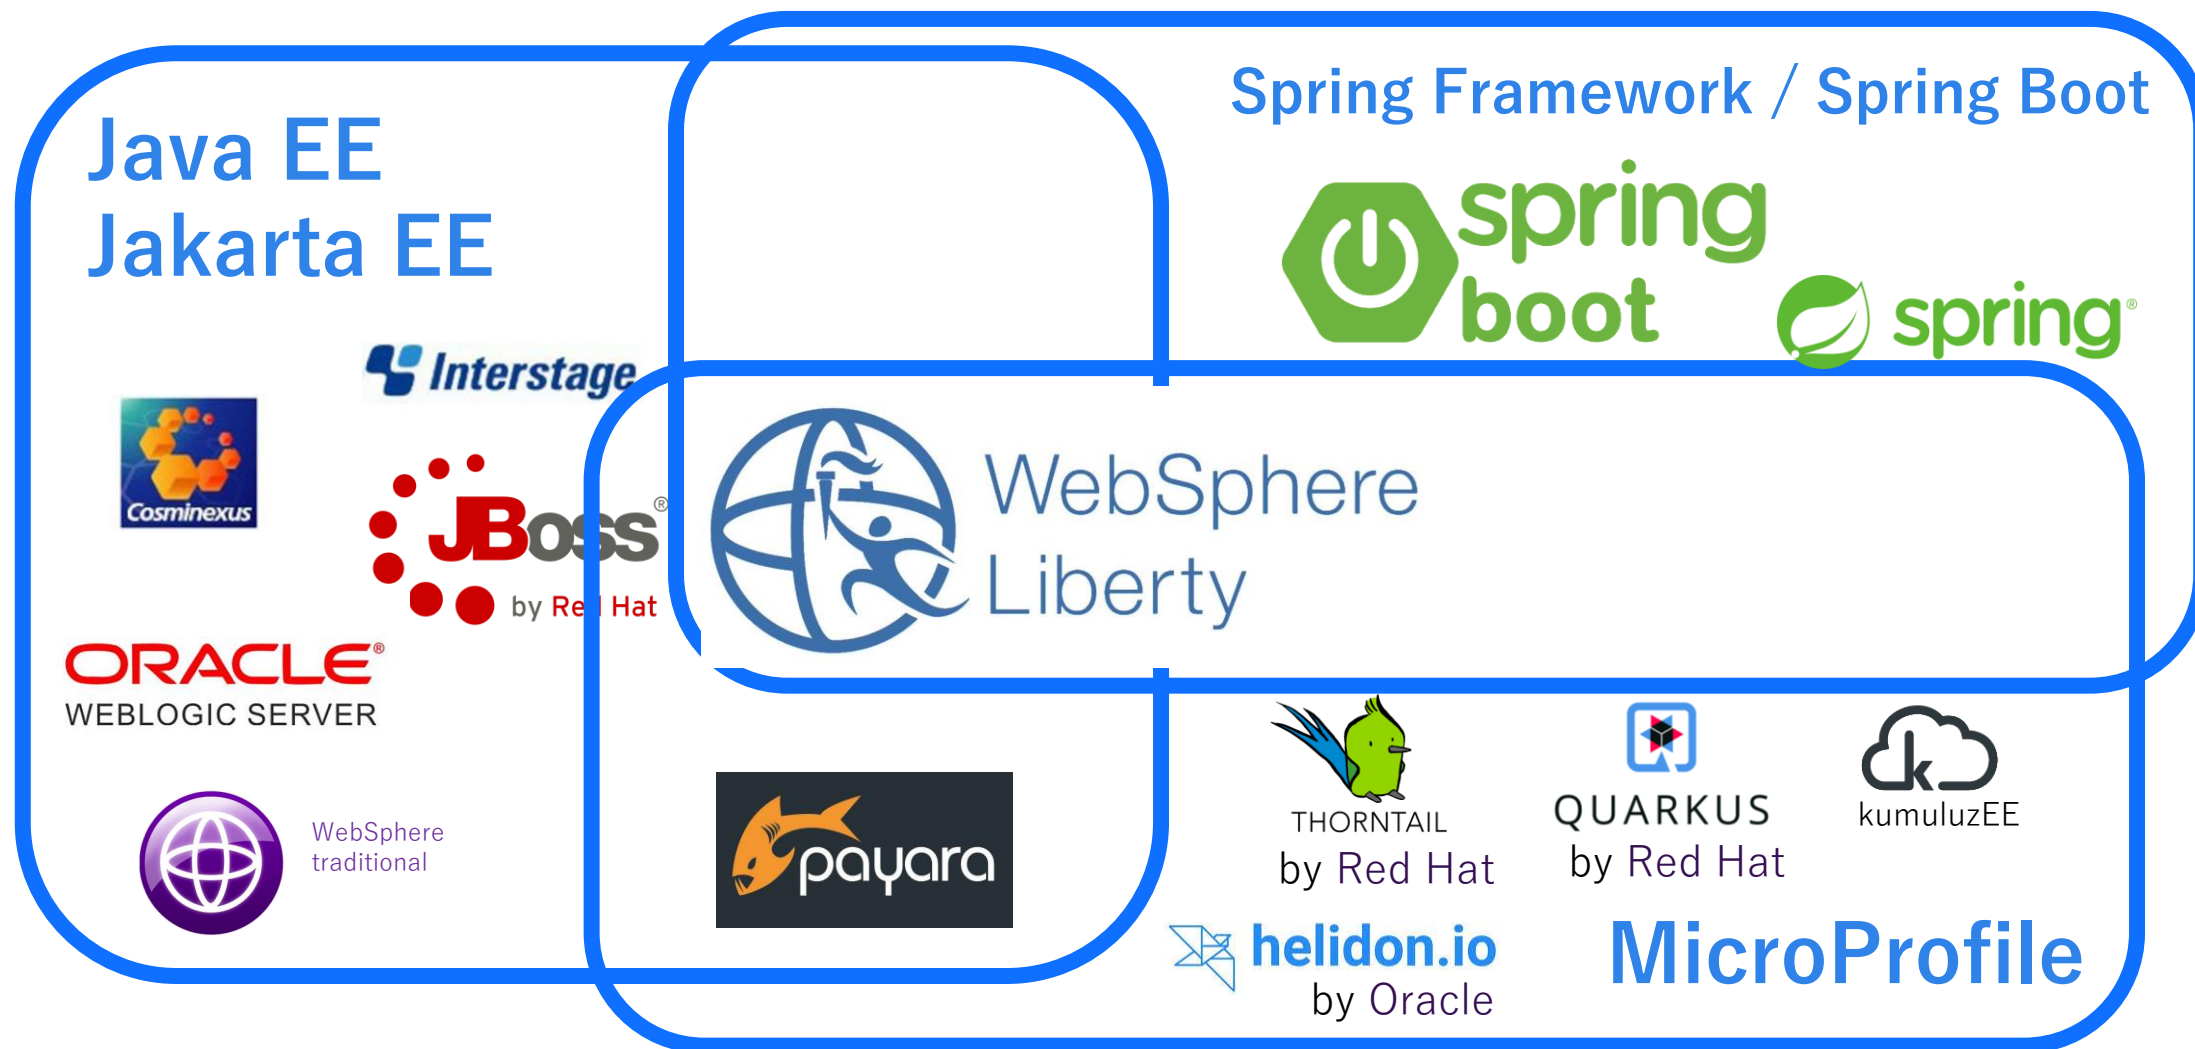 Spring Framework / Spring Boot
Java EE
Jakarta EE
spring
boot
spring®
Interstage
Cosminexus
JBoss®
by Red Hat
WebSphere
Liberty
ORACLE®
WEBLOGIC SERVER
WebSphere
traditional
payara
THORNTAIL
by Red Hat
QUARKUS
by Red Hat
k
kumuluzEE
helidon.io
by Oracle
MicroProfile